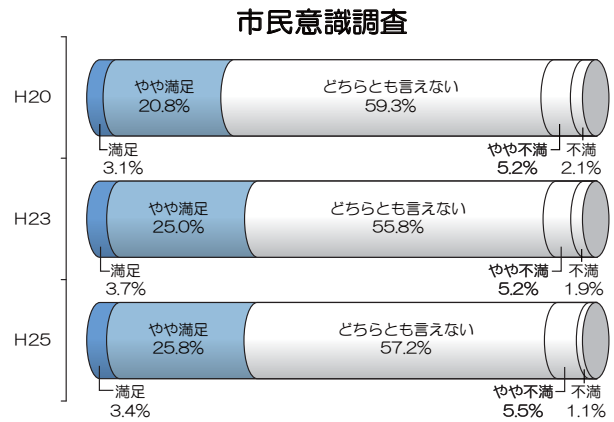 市民意識調査
H20
やや満足
20.8%
どちらとも言えない
59.3%
満足
3.1%
やや不満
5.2%
不満
2.1%
H23
やや満足
25.0%
どちらとも言えない
55.8%
満足
3.7%
やや不満
5.2%
不満
1.9%
H25
やや満足
25.8%
どちらとも言えない
57.2%
満足
3.4%
やや不満
5.5%
不満
1.1%